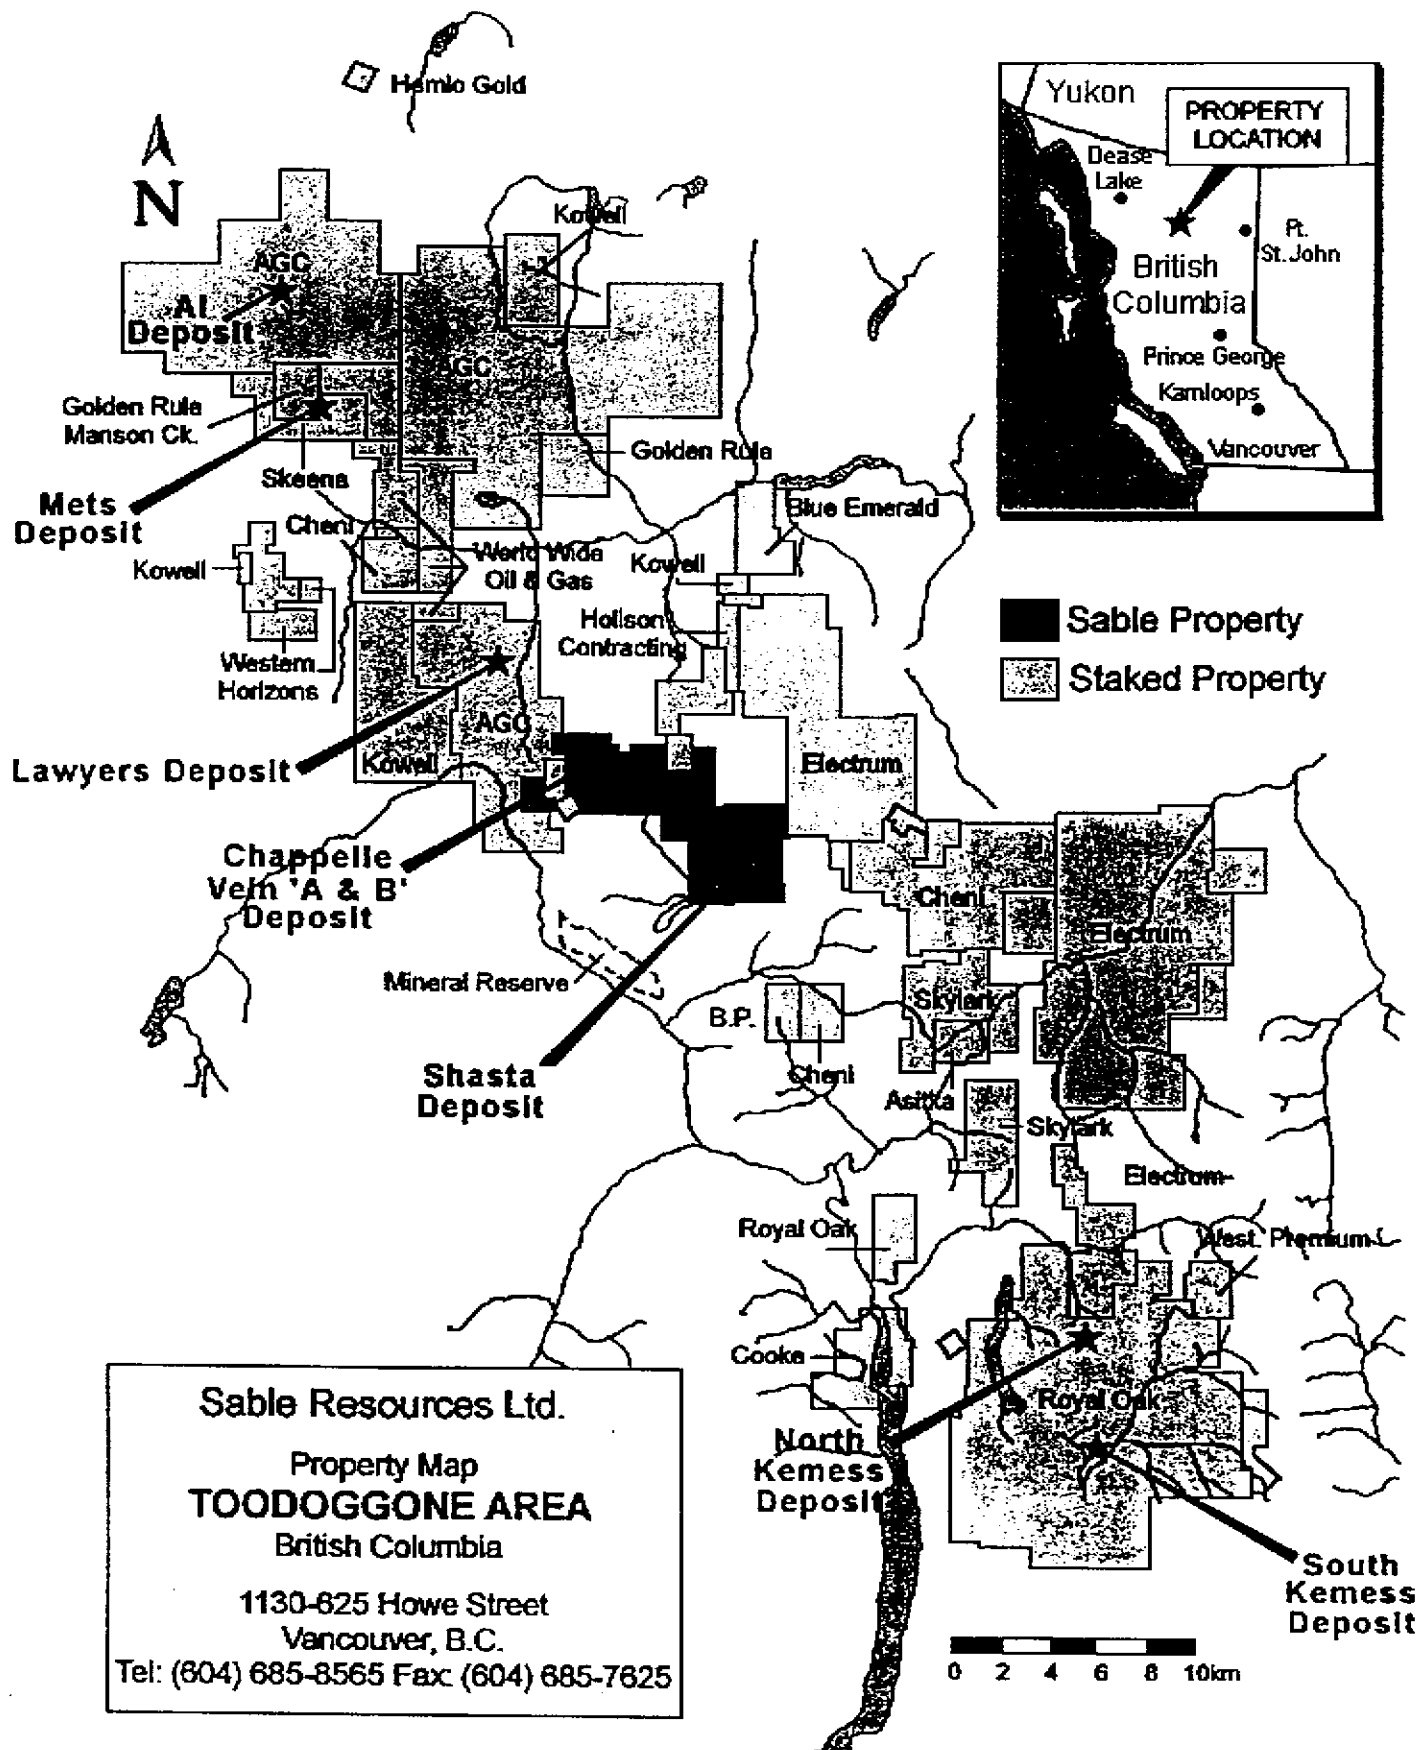 Hemlo Gold
N
Yukon
PROPERTY
LOCATION
Dease
Lake
Ft.
St. John
British
Columbia
Prince George
Kamloops
Vancouver
Kowell
AGC
Al
Deposit
AGC
Golden Rule
Manson Ck.
Golden Rule
Skeena
Mets
Deposit
Cheni
Blue Emerald
World Wide
Oil & Gas
Kowell
Kowell
Holison
Contracting
Western
Horizons
Sable Property
Staked Property
AGC
Lawyers Deposit
Kowell
Electrum
Chappelle
Vein 'A & B'
Deposit
Cheni
Electrum
Mineral Reserve
Skylark
B.P.
Cheni
Shasta
Deposit
Asitka
Skylark
Electrum
Royal Oak
West. Premium
Cooke
Royal Oak
North
Kemess
Deposit
South
Kemess
Deposit
Sable Resources Ltd.
Property Map
TOODOGGONE AREA
British Columbia
1130-625 Howe Street
Vancouver, B.C.
Tel: (604) 685-8565 Fax: (604) 685-7625
0 2 4 6 8 10km